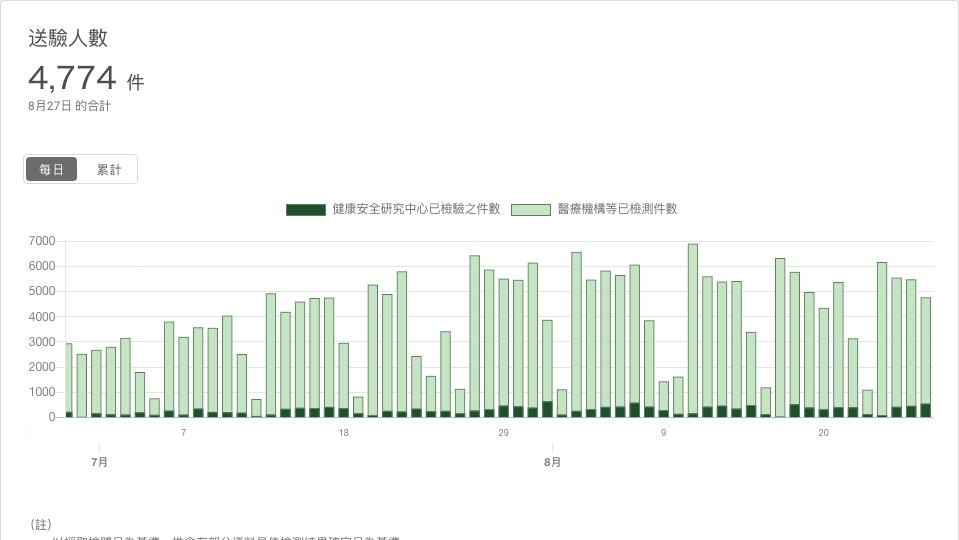 送驗人數
4,774 件
8月27日 的合計
每日 累計
健康安全研究中心已檢驗之件數 醫療機構等已檢測件數
7000
6000
5000
4000
3000
2000
1000
0
7 18 29 9 20
7月 8月
(註)